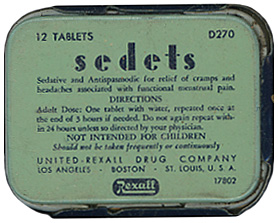 12 TABLETS D270
sedets
Sedative and Antispasmodic for relief of cramps and
headaches associated with functional menstrual pain.
DIRECTIONS
Adult Dose: One tablet with water, repeated once at
the end of 3 hours if needed. Do not again repeat with-
in 24 hours unless so directed by your physician.
NOT INTENDED FOR CHILDREN
Should not be taken frequently or continuously
UNITED-REXALL DRUG COMPANY
LOS ANGELES - BOSTON - ST. LOUIS, U. S. A.
Rexall 17802